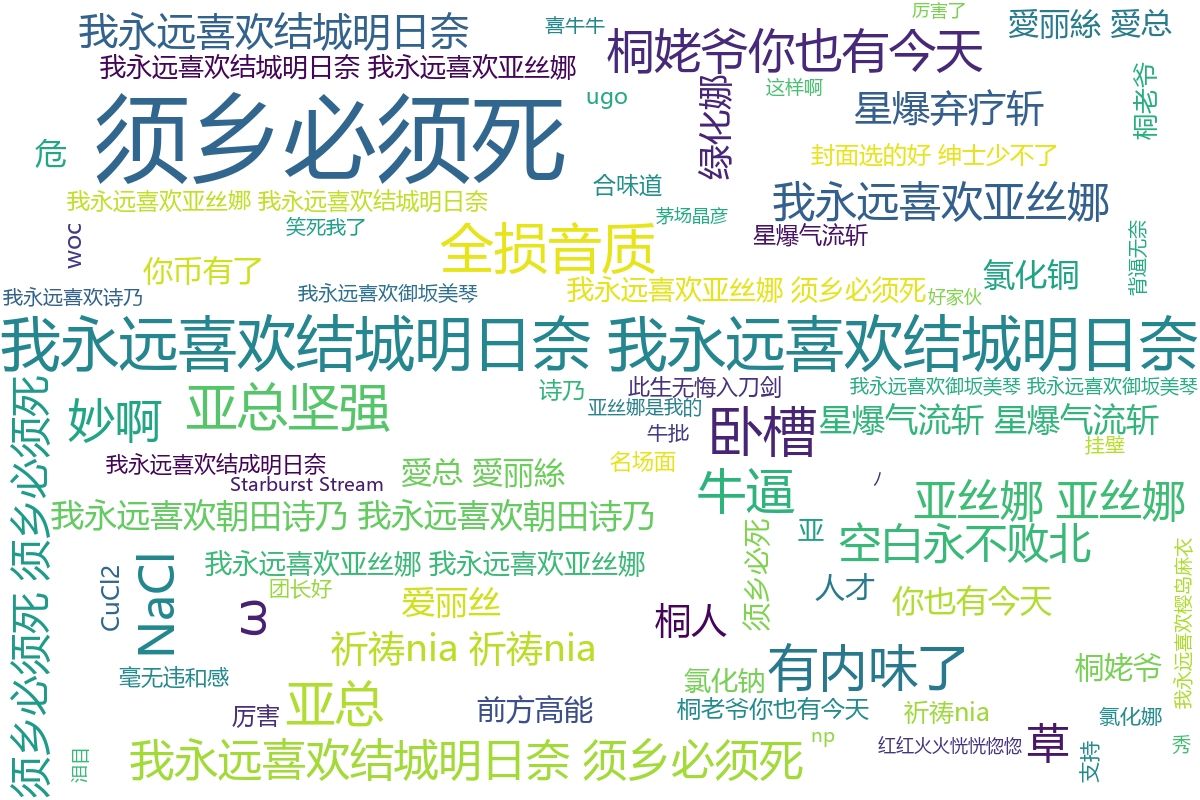 厉害了
我永远喜欢结城明日奈
喜牛牛
桐姥爷你也有今天
愛丽絲 愛总
我永远喜欢结城明日奈 我永远喜欢亚丝娜
须乡必须死
ugo
绿化娜
这样啊
星爆弃疗斩
桐老爷
危
封面选的好 绅士少不了
合味道
我永远喜欢亚丝娜
我永远喜欢亚丝娜 我永远喜欢结城明日奈
笑死我了
茅场晶彦
星爆气流斩
woc
全损音质
背逼无奈
你币有了
氯化铜
我永远喜欢诗乃
我永远喜欢御坂美琴
我永远喜欢亚丝娜 须乡必须死
好家伙
我永远喜欢结城明日奈 我永远喜欢结城明日奈
须乡必须死 须乡必须死
亚总坚强
诗乃
此生无悔入刀剑
我永远喜欢御坂美琴 我永远喜欢御坂美琴
妙啊
亚丝娜是我的
卧槽
星爆气流斩 星爆气流斩
牛批
挂壁
我永远喜欢结成明日奈
愛总 愛丽絲
名场面
Starburst Stream
牛逼
亚丝娜 亚丝娜
我永远喜欢朝田诗乃 我永远喜欢朝田诗乃
须乡必死
亚
空白永不败北
我永远喜欢樱岛麻衣
NaCl
CuCl2
我永远喜欢亚丝娜 我永远喜欢亚丝娜
团长好
爱丽丝
人才
你也有今天
3
桐人
祈祷nia 祈祷nia
有内味了
毫无违和感
氯化钠
桐姥爷
亚总
厉害
前方高能
桐老爷你也有今天
祈祷nia
氯化娜
我永远喜欢结城明日奈 须乡必须死
np
红红火火恍恍惚惚
草
支持
秀
泪目